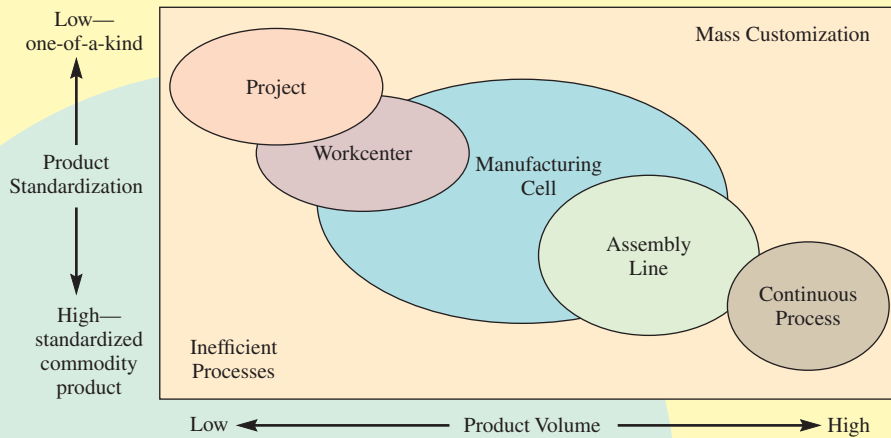 Low—
one-of-a-kind
Product
Standardization
High—
standardized
commodity
product
Mass Customization
Project
Workcenter
Manufacturing
Cell
Assembly
Line
Continuous
Process
Inefficient
Processes
Low
Product Volume
High